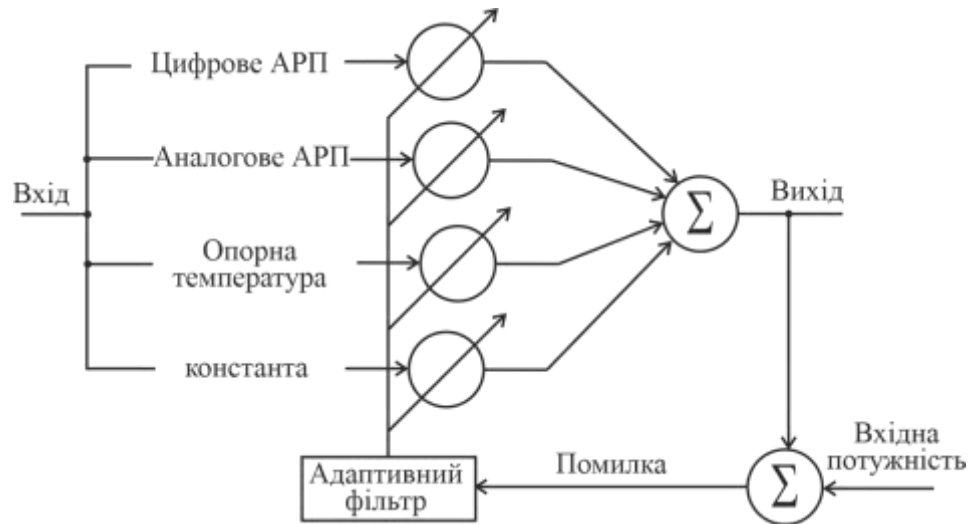 Цифрове АРП
Аналогове АРП
Вхід
Σ
Вихід
Опорна
температура
константа
Вхідна
потужність
Помилка
Σ
Адаптивний
фільтр